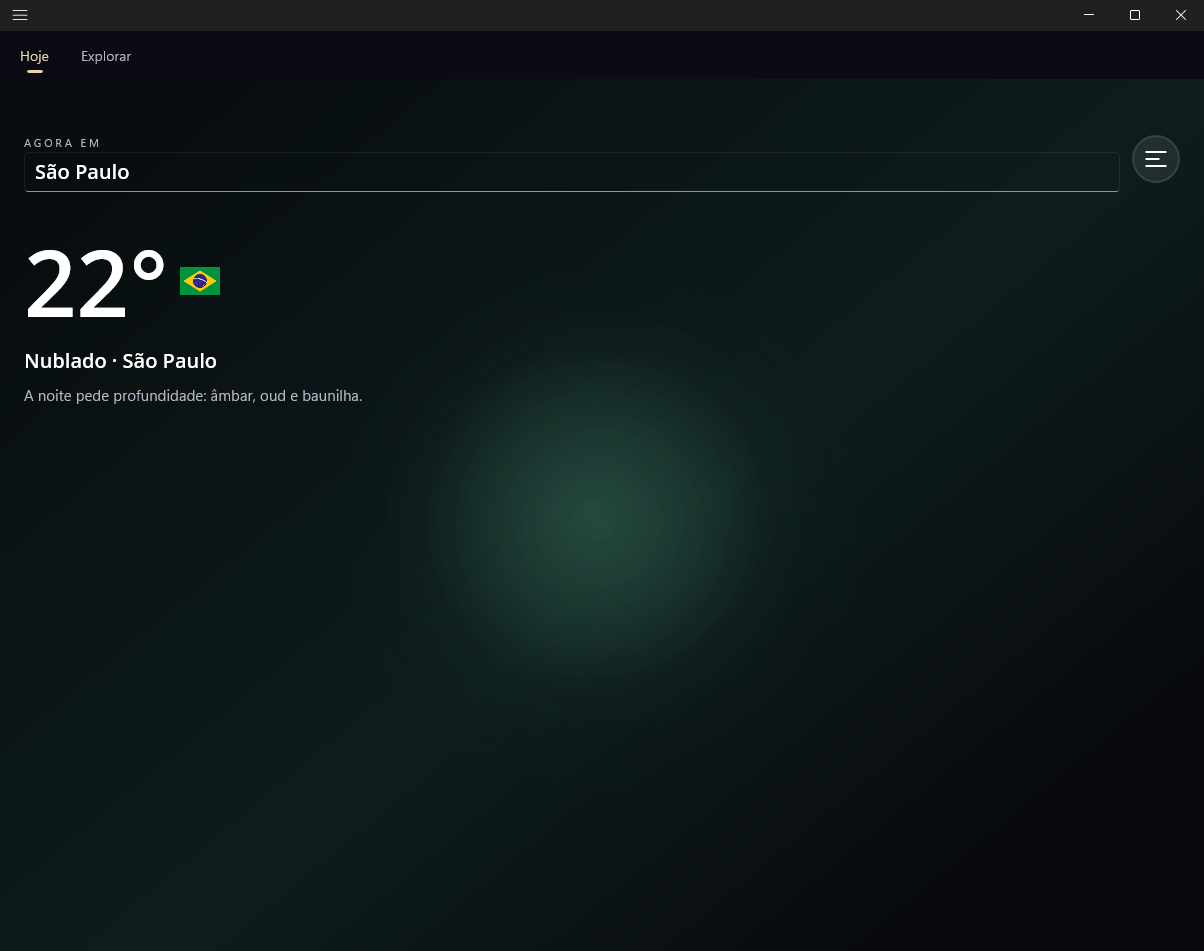 Hoje Explorar
AGORA EM
São Paulo
22°
Nublado · São Paulo
A noite pede profundidade: âmbar, oud e baunilha.